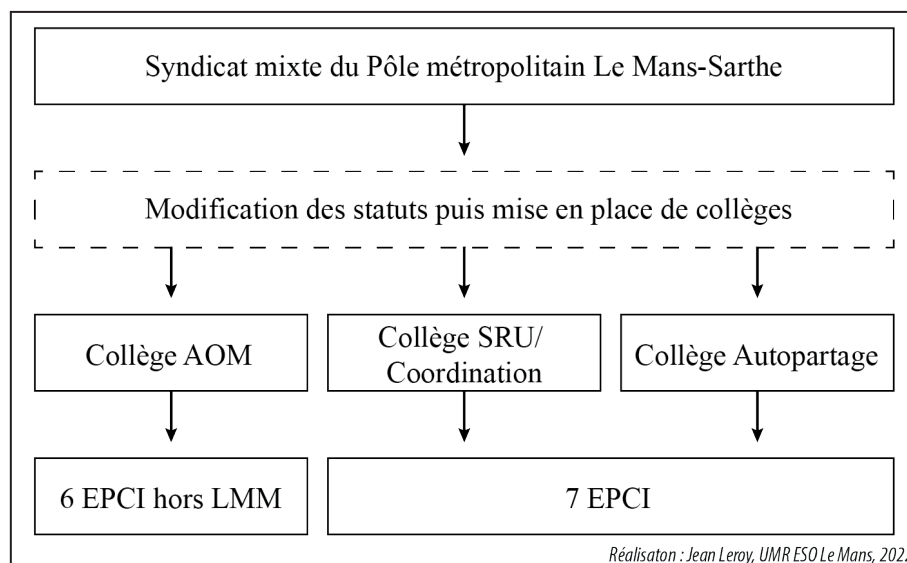 Syndicat mixte du Pôle métropolitain Le Mans-Sarthe
Modification des statuts puis mise en place de collèges
Collège AOM
Collège SRU/
Coordination
Collège Autopartage
6 EPCI hors LMM
7 EPCI
Réalisaton : Jean Leroy, UMR ESO Le Mans,